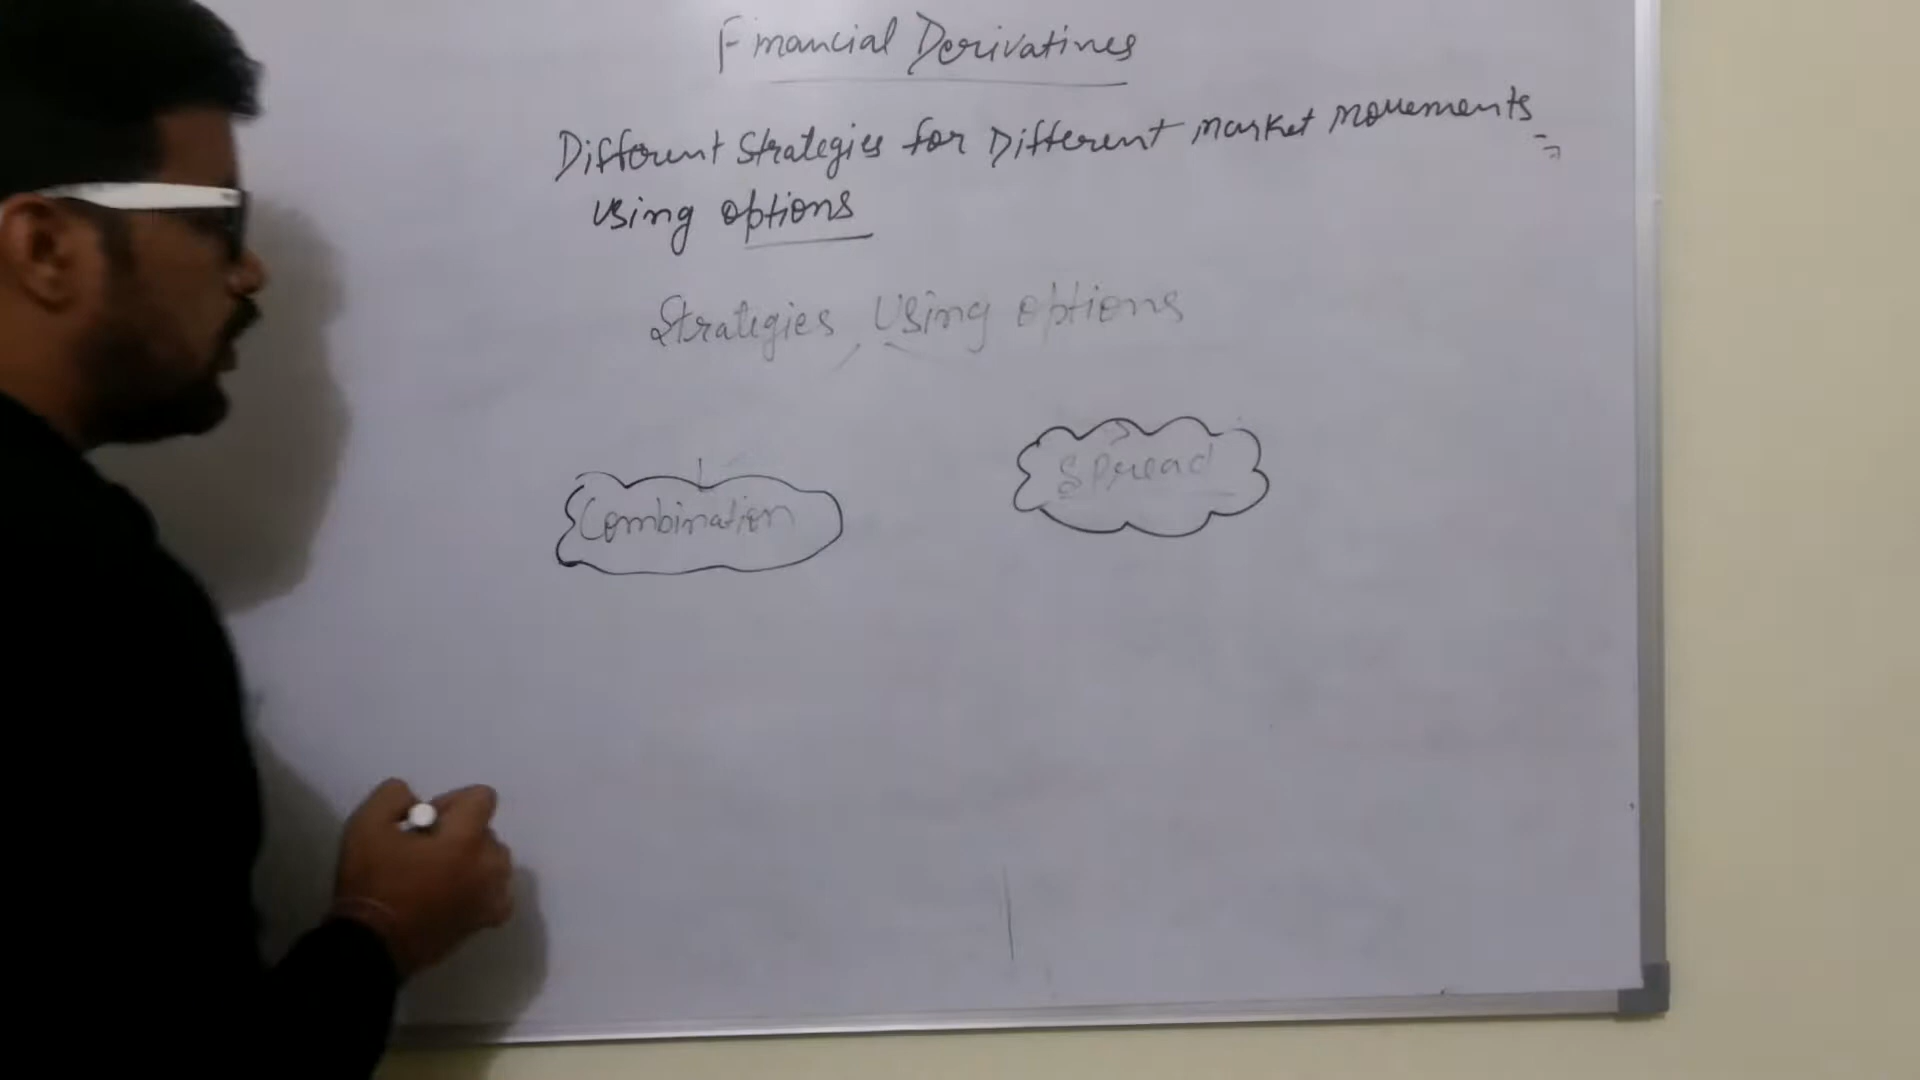 Financial Derivatives
Different Strategies for Different market movements
using options
Strategies Using options
Combination
Spread